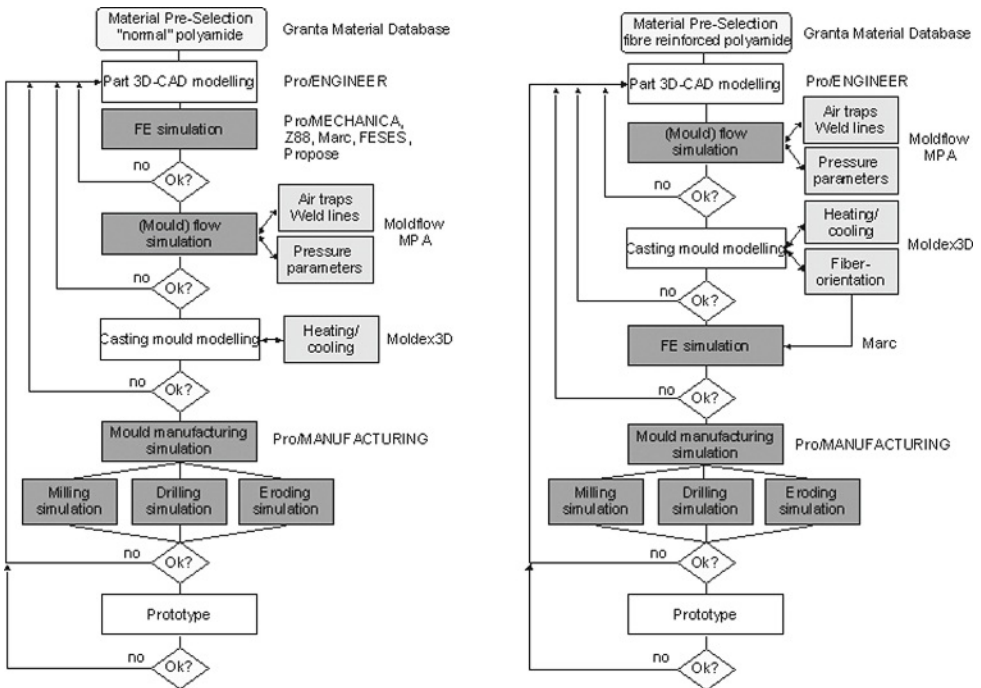 Material Pre-Selection
"normal" polyamide
Granta Material Database
Part 3D-CAD modelling
Pro/ENGINEER
FE simulation
Pro/MECHANICA,
Z88, Marc, FESES,
Propose
no
Ok?
(Mould) flow
simulation
Air traps
Weld lines
Pressure
parameters
Moldflow
MPA
no
Ok?
Casting mould modelling
Heating/
cooling
Moldex3D
no
Ok?
Mould manufacturing
simulation
Pro/MANUFACTURING
Milling
simulation
Drilling
simulation
Eroding
simulation
no
Ok?
Prototype
no
Ok?
Material Pre-Selection
fibre reinforced polyamide
Granta Material Database
Part 3D-CAD modelling
Pro/ENGINEER
(Mould) flow
simulation
Air traps
Weld lines
Pressure
parameters
Moldflow
MPA
no
Ok?
Casting mould modelling
Heating/
cooling
Fiber-
orientation
Moldex3D
no
Ok?
FE simulation
Marc
no
Ok?
Mould manufacturing
simulation
Pro/MANUFACTURING
Milling
simulation
Drilling
simulation
Eroding
simulation
no
Ok?
Prototype
no
Ok?